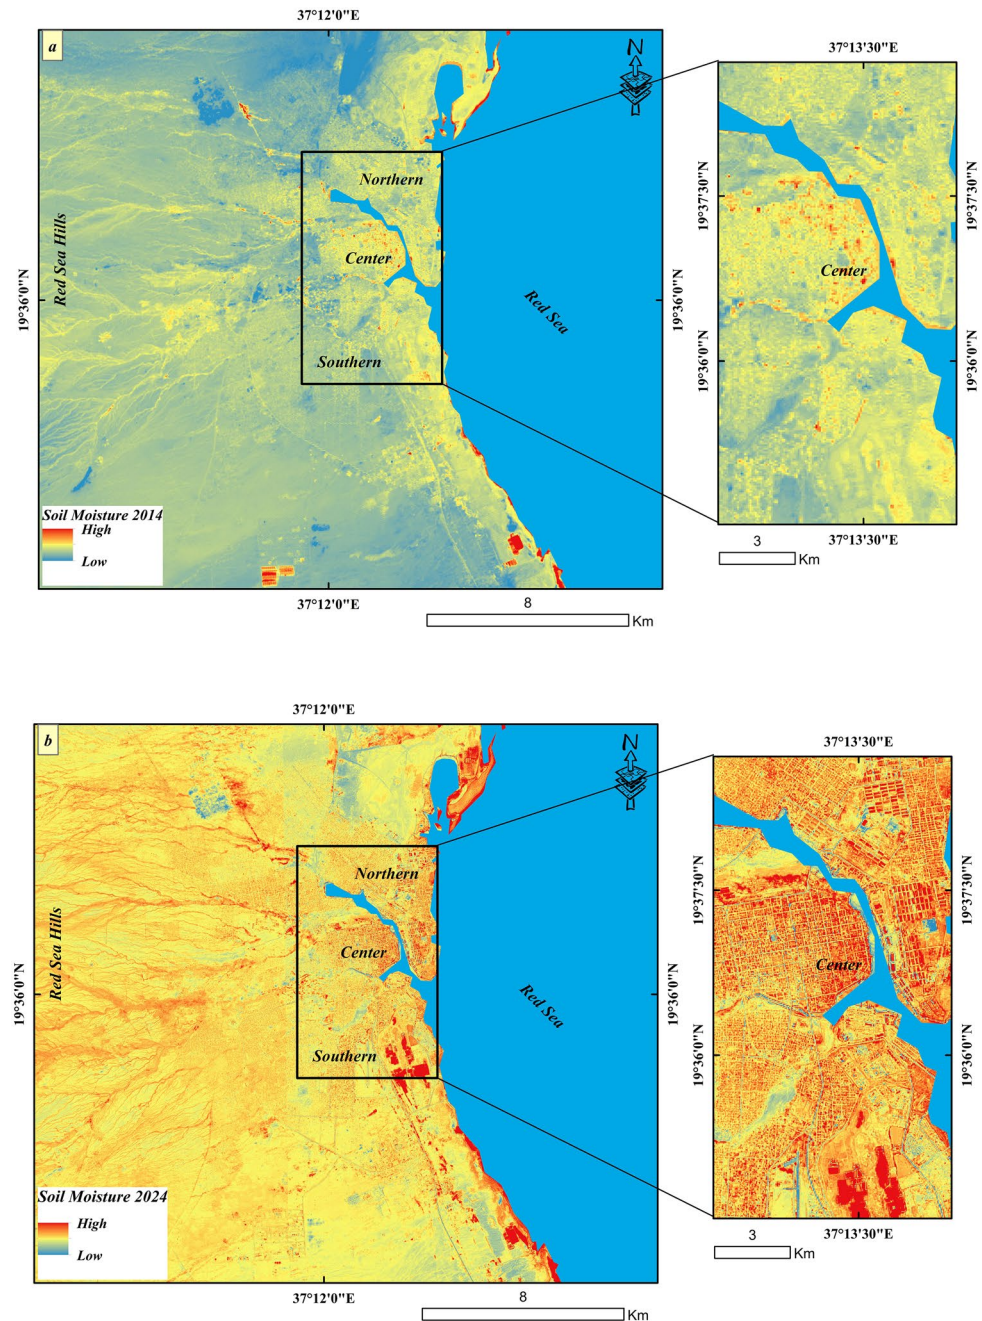 37°12'0"E
a
N
37°13'30"E
Northern
Center
Southern
Red Sea Hills
Red Sea
19°36'0"N
19°36'0"N
19°37'30"N
19°37'30"N
Center
19°36'0"N
19°36'0"N
Soil Moisture 2014
High
Low
37°12'0"E
37°13'30"E
8
Km
3
Km
37°12'0"E
b
N
37°13'30"E
Northern
Center
Southern
Red Sea Hills
Red Sea
19°36'0"N
19°36'0"N
19°37'30"N
19°37'30"N
Center
19°36'0"N
19°36'0"N
Soil Moisture 2024
High
Low
37°12'0"E
37°13'30"E
8
Km
3
Km